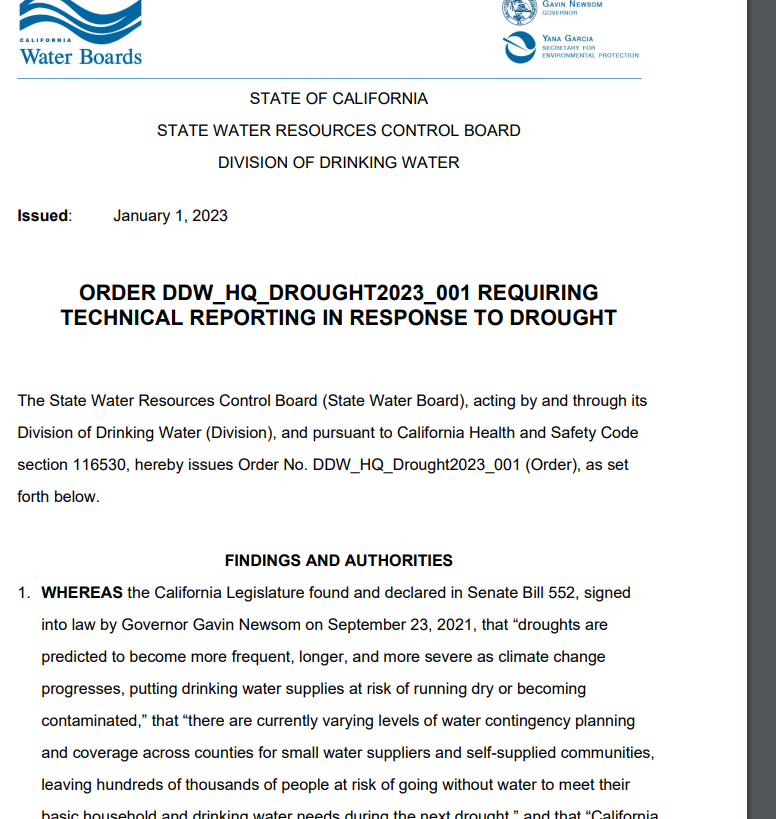 GAVIN NEWSOM
GOVERNOR
CALIFORNIA
Water Boards
YANA GARCIA
SECRETARY FOR
ENVIRONMENTAL PROTECTION
STATE OF CALIFORNIA
STATE WATER RESOURCES CONTROL BOARD
DIVISION OF DRINKING WATER
Issued: January 1, 2023
ORDER DDW_HQ_DROUGHT2023_001 REQUIRING
TECHNICAL REPORTING IN RESPONSE TO DROUGHT
The State Water Resources Control Board (State Water Board), acting by and through its
Division of Drinking Water (Division), and pursuant to California Health and Safety Code
section 116530, hereby issues Order No. DDW_HQ_Drought2023_001 (Order), as set
forth below.
FINDINGS AND AUTHORITIES
1. WHEREAS the California Legislature found and declared in Senate Bill 552, signed
into law by Governor Gavin Newsom on September 23, 2021, that “droughts are
predicted to become more frequent, longer, and more severe as climate change
progresses, putting drinking water supplies at risk of running dry or becoming
contaminated,” that “there are currently varying levels of water contingency planning
and coverage across counties for small water suppliers and self-supplied communities,
leaving hundreds of thousands of people at risk of going without water to meet their
basic household and drinking water needs during the next drought,” and that “California